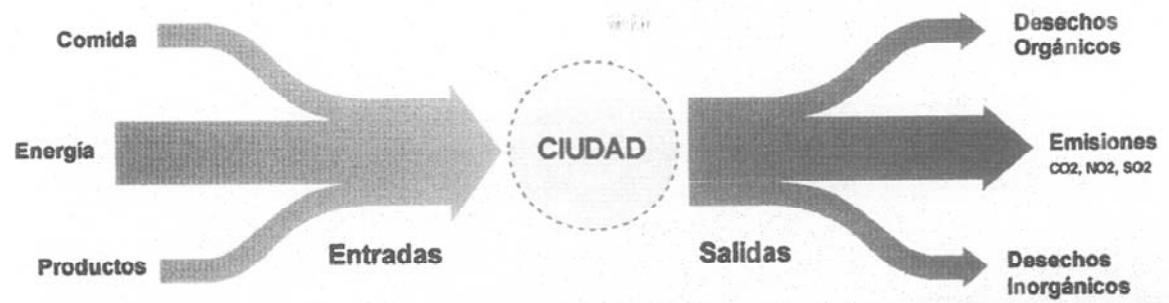 Comida
Energía
Productos
Entradas
CIUDAD
Salidas
Desechos
Orgánicos
Emisiones
CO2, NO2, SO2
Desechos
Inorgánicos